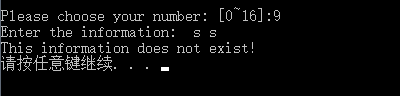 Please choose your number: [0~16]:9
Enter the information:  s s
This information does not exist!
请按任意键继续. . .